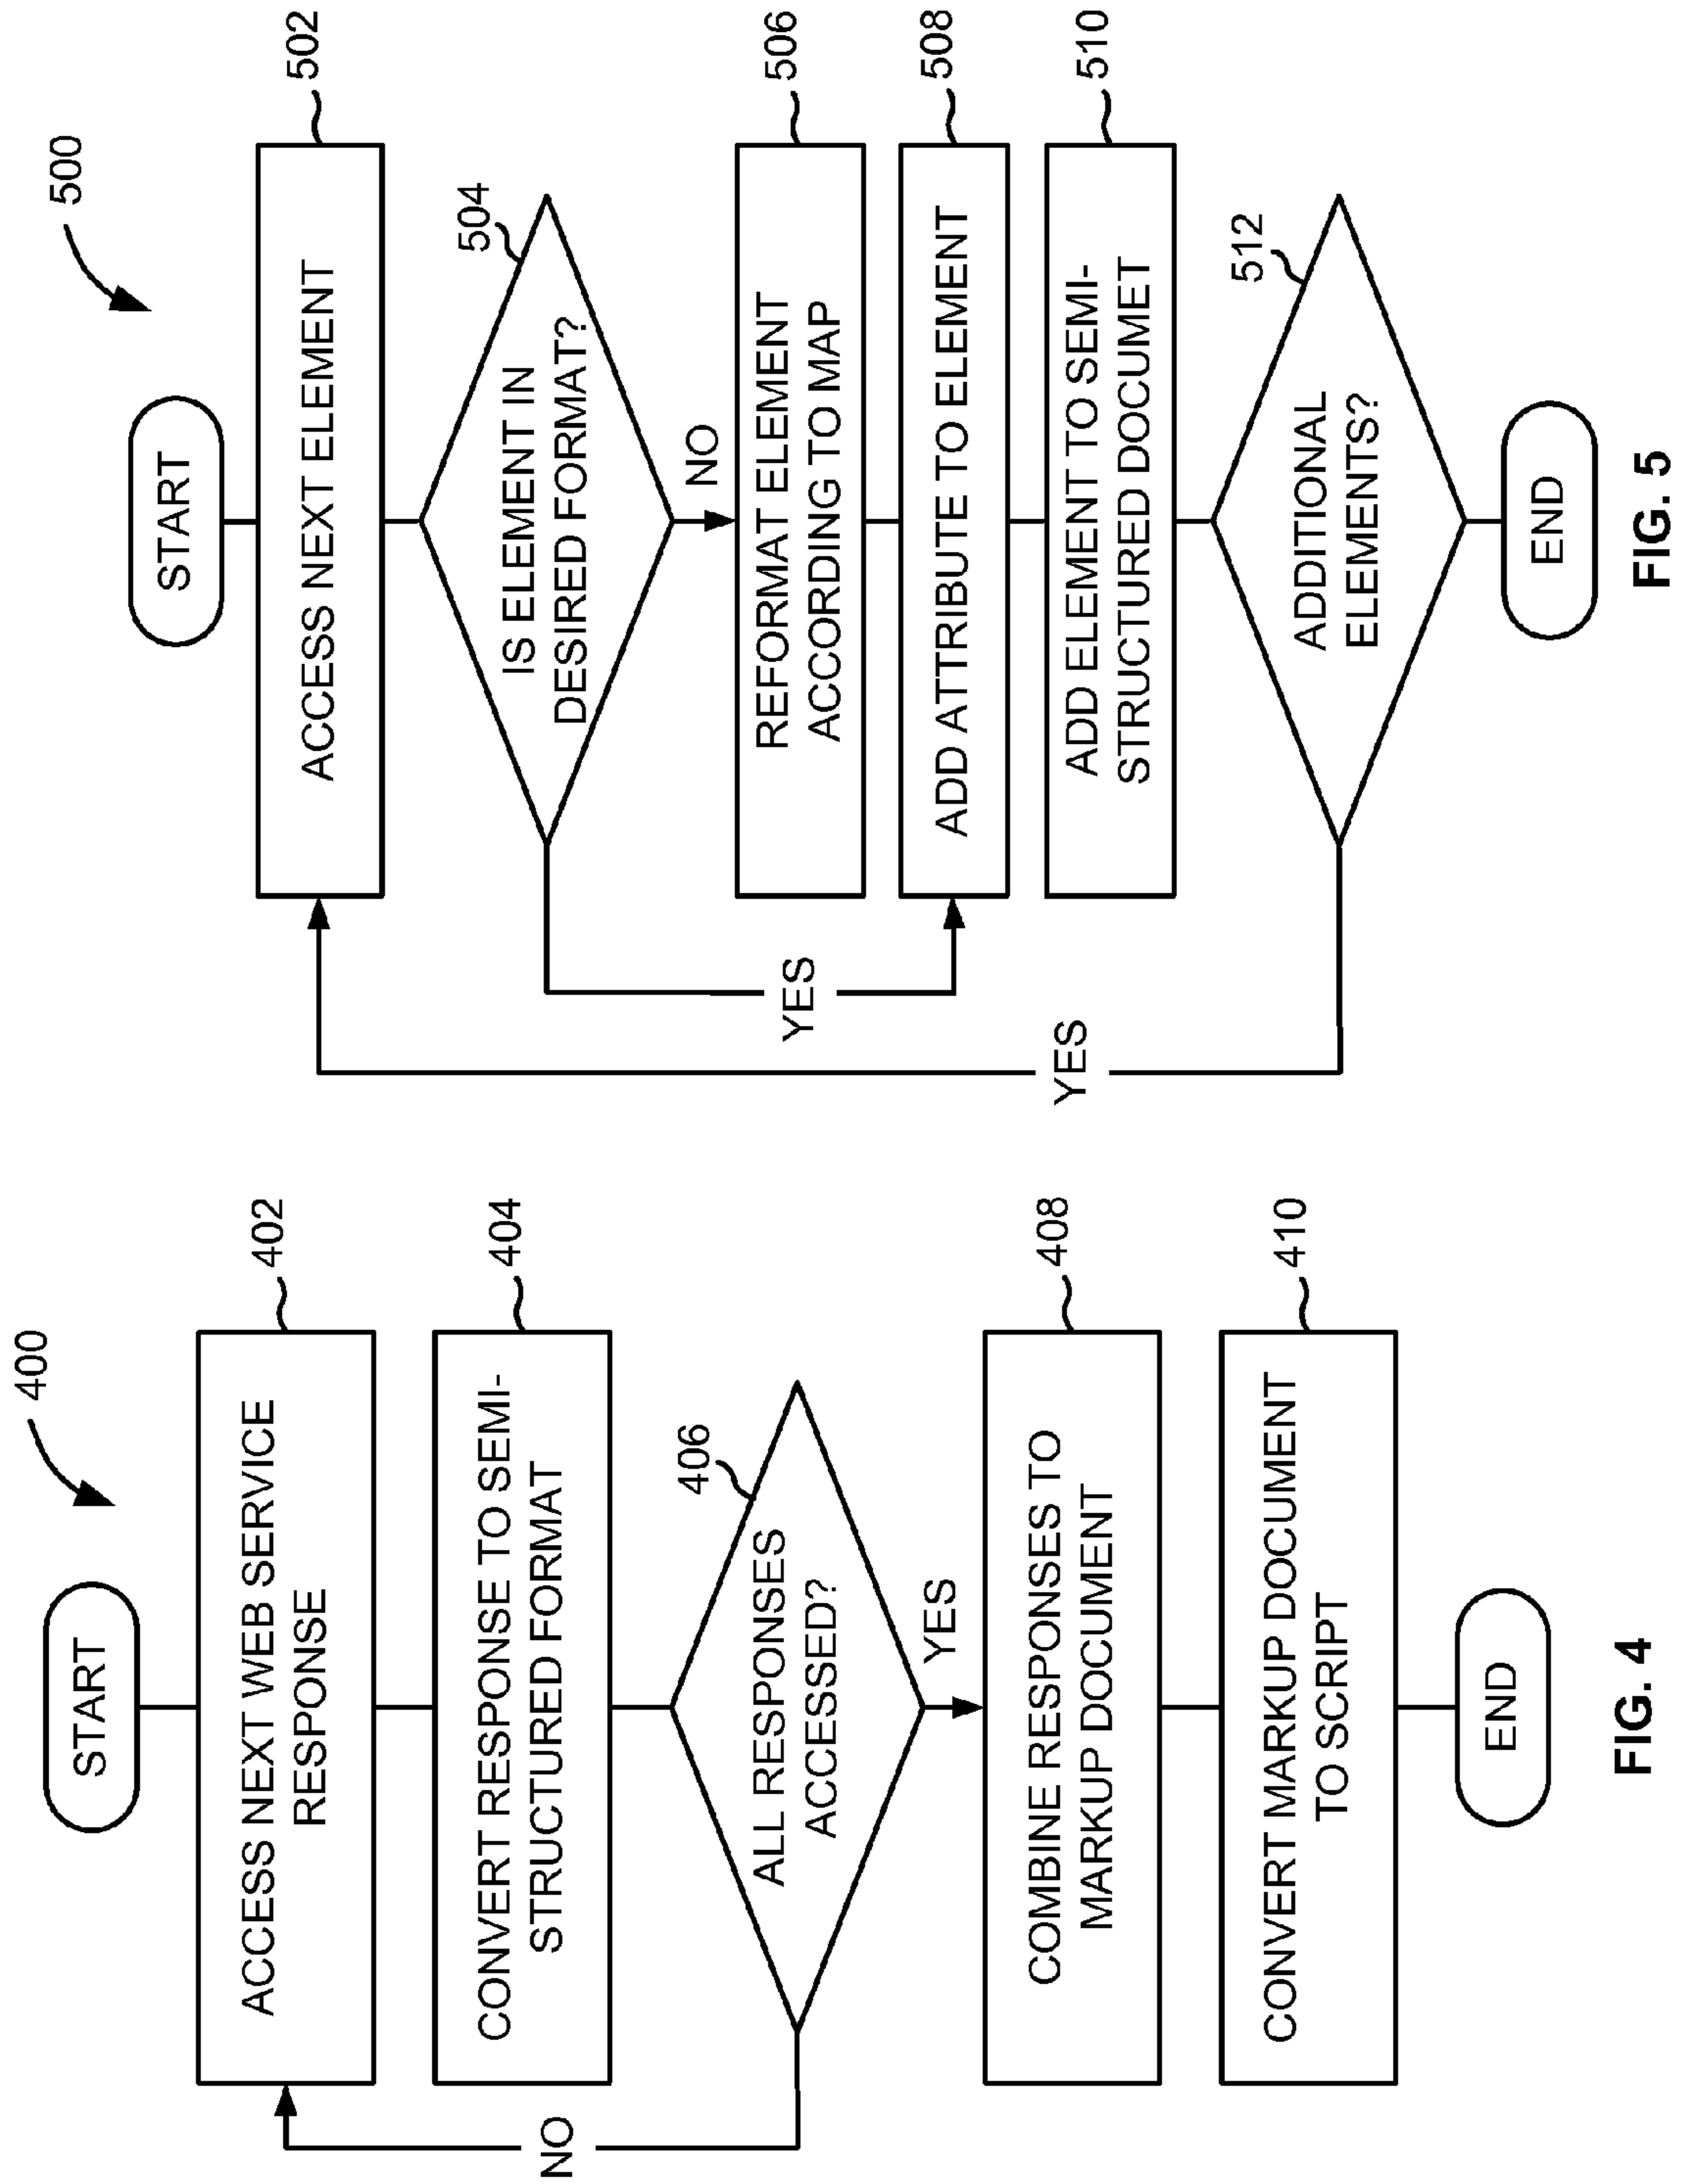 400
START
ACCESS NEXT WEB SERVICE
RESPONSE
402
CONVERT RESPONSE TO SEMI-
STRUCTURED FORMAT
404
ALL RESPONSES
ACCESSED?
406
NO
YES
COMBINE RESPONSES TO
MARKUP DOCUMENT
408
CONVERT MARKUP DOCUMENT
TO SCRIPT
410
END
FIG. 4
500
START
ACCESS NEXT ELEMENT
502
IS ELEMENT IN
DESIRED FORMAT?
504
NO
YES
REFORMAT ELEMENT
ACCORDING TO MAP
506
ADD ATTRIBUTE TO ELEMENT
508
ADD ELEMENT TO SEMI-
STRUCTURED DOCUMET
510
ADDITIONAL
ELEMENTS?
512
YES
END
FIG. 5